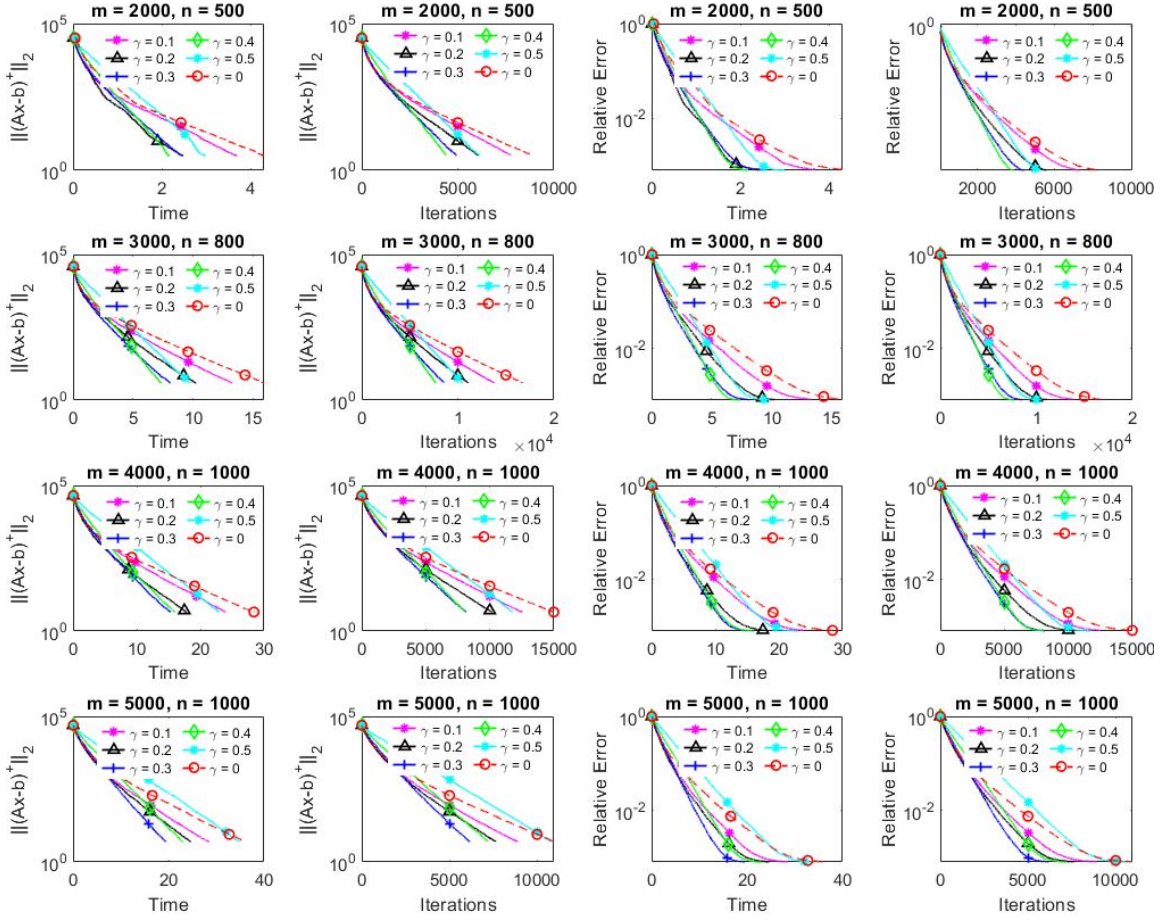 m = 2000, n = 500
10^5
10^0
||(Ax-b)^+||_2
γ = 0.1 γ = 0.4
γ = 0.2 γ = 0.5
γ = 0.3 γ = 0
0 2 4
Time
m = 2000, n = 500
10^5
10^0
||(Ax-b)^+||_2
γ = 0.1 γ = 0.4
γ = 0.2 γ = 0.5
γ = 0.3 γ = 0
0 5000 10000
Iterations
m = 2000, n = 500
10^0
10^-2
Relative Error
γ = 0.1 γ = 0.4
γ = 0.2 γ = 0.5
γ = 0.3 γ = 0
0 2 4
Time
m = 2000, n = 500
10^0
Relative Error
γ = 0.1 γ = 0.4
γ = 0.2 γ = 0.5
γ = 0.3 γ = 0
2000 6000 10000
Iterations
m = 3000, n = 800
10^5
10^0
||(Ax-b)^+||_2
γ = 0.1 γ = 0.4
γ = 0.2 γ = 0.5
γ = 0.3 γ = 0
0 5 10 15
Time
m = 3000, n = 800
10^5
10^0
||(Ax-b)^+||_2
γ = 0.1 γ = 0.4
γ = 0.2 γ = 0.5
γ = 0.3 γ = 0
0 1 2
Iterations
×10^4
m = 3000, n = 800
10^0
10^-2
Relative Error
γ = 0.1 γ = 0.4
γ = 0.2 γ = 0.5
γ = 0.3 γ = 0
0 5 10 15
Time
m = 3000, n = 800
10^0
10^-2
Relative Error
γ = 0.1 γ = 0.4
γ = 0.2 γ = 0.5
γ = 0.3 γ = 0
0 1 2
Iterations
×10^4
m = 4000, n = 1000
10^5
10^0
||(Ax-b)^+||_2
γ = 0.1 γ = 0.4
γ = 0.2 γ = 0.5
γ = 0.3 γ = 0
0 10 20 30
Time
m = 4000, n = 1000
10^5
10^0
||(Ax-b)^+||_2
γ = 0.1 γ = 0.4
γ = 0.2 γ = 0.5
γ = 0.3 γ = 0
0 5000 10000 15000
Iterations
m = 4000, n = 1000
10^0
10^-2
Relative Error
γ = 0.1 γ = 0.4
γ = 0.2 γ = 0.5
γ = 0.3 γ = 0
0 10 20 30
Time
m = 4000, n = 1000
10^0
10^-2
Relative Error
γ = 0.1 γ = 0.4
γ = 0.2 γ = 0.5
γ = 0.3 γ = 0
0 5000 10000 15000
Iterations
m = 5000, n = 1000
10^5
10^0
||(Ax-b)^+||_2
γ = 0.1 γ = 0.4
γ = 0.2 γ = 0.5
γ = 0.3 γ = 0
0 20 40
Time
m = 5000, n = 1000
10^5
10^0
||(Ax-b)^+||_2
γ = 0.1 γ = 0.4
γ = 0.2 γ = 0.5
γ = 0.3 γ = 0
0 5000 10000
Iterations
m = 5000, n = 1000
10^0
10^-2
Relative Error
γ = 0.1 γ = 0.4
γ = 0.2 γ = 0.5
γ = 0.3 γ = 0
0 20 40
Time
m = 5000, n = 1000
10^0
10^-2
Relative Error
γ = 0.1 γ = 0.4
γ = 0.2 γ = 0.5
γ = 0.3 γ = 0
0 5000 10000
Iterations